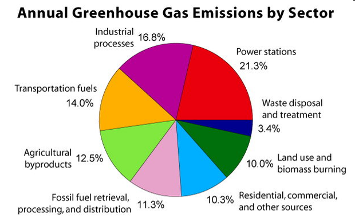 Annual Greenhouse Gas Emissions by Sector
Industrial
processes
16.8%
Power stations
21.3%
Transportation fuels
14.0%
Waste disposal
and treatment
3.4%
Agricultural
byproducts
12.5%
10.0%
Land use and
biomass burning
Fossil fuel retrieval,
processing, and distribution
11.3%
10.3%
Residential, commercial,
and other sources